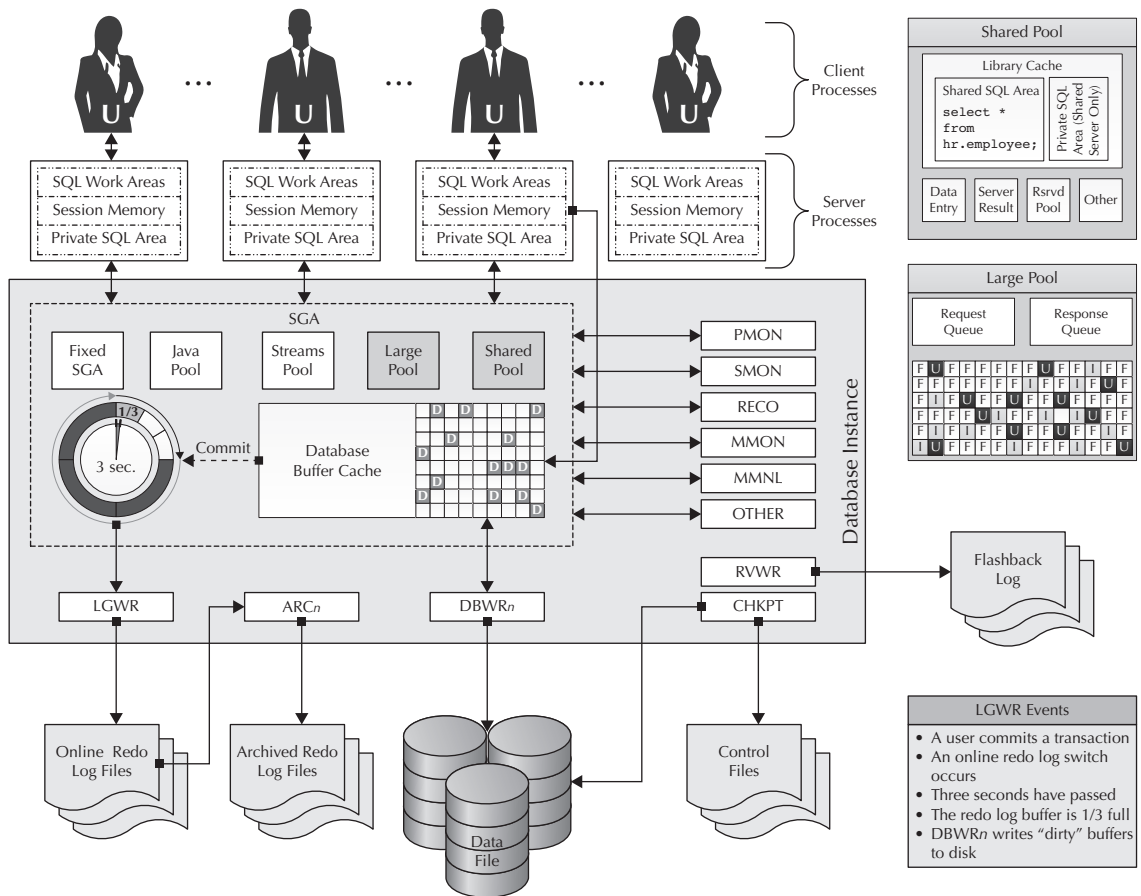 U
...
U
...
U
...
U
Client
Processes
SQL Work Areas
Session Memory
Private SQL Area
SQL Work Areas
Session Memory
Private SQL Area
SQL Work Areas
Session Memory
Private SQL Area
SQL Work Areas
Session Memory
Private SQL Area
Server
Processes
SGA
Fixed
SGA
Java
Pool
Streams
Pool
Large
Pool
Shared
Pool
1/3
3 sec.
Commit
Database
Buffer Cache
D D D
D D
D
D D D
D
D D D
D
PMON
SMON
RECO
MMON
MMNL
OTHER
RVWR
CHKPT
Database Instance
LGWR
ARCn
DBWRn
Online Redo
Log Files
Archived Redo
Log Files
Data
File
Control
Files
Flashback
Log
Shared Pool
Library Cache
Shared SQL Area
select *
from
hr.employee;
Private SQL
Area (Shared
Server Only)
Data
Entry
Server
Result
Rsrvd
Pool
Other
Large Pool
Request
Queue
Response
Queue
F U F F F F F F U F F I F F
F F F F F F F I F F I F U F
F I F U F F U F F U F F F F
F F F F U I F F I I U F F
F I F F I F U F F U F F I F
I U F F F F I F F I F F F U
LGWR Events
• A user commits a transaction
• An online redo log switch
occurs
• Three seconds have passed
• The redo log buffer is 1/3 full
• DBWRn writes “dirty” buffers
to disk